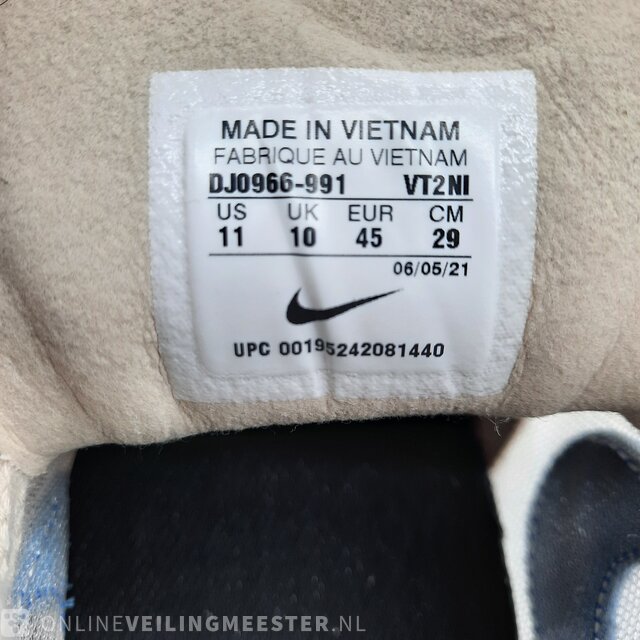 MADE IN VIETNAM
FABRIQUE AU VIETNAM
DJ0966-991 VT2NI
US UK EUR CM
11 10 45 29
06/05/21
UPC 00195242081440
ONLINEVEILINGMEESTER.NL